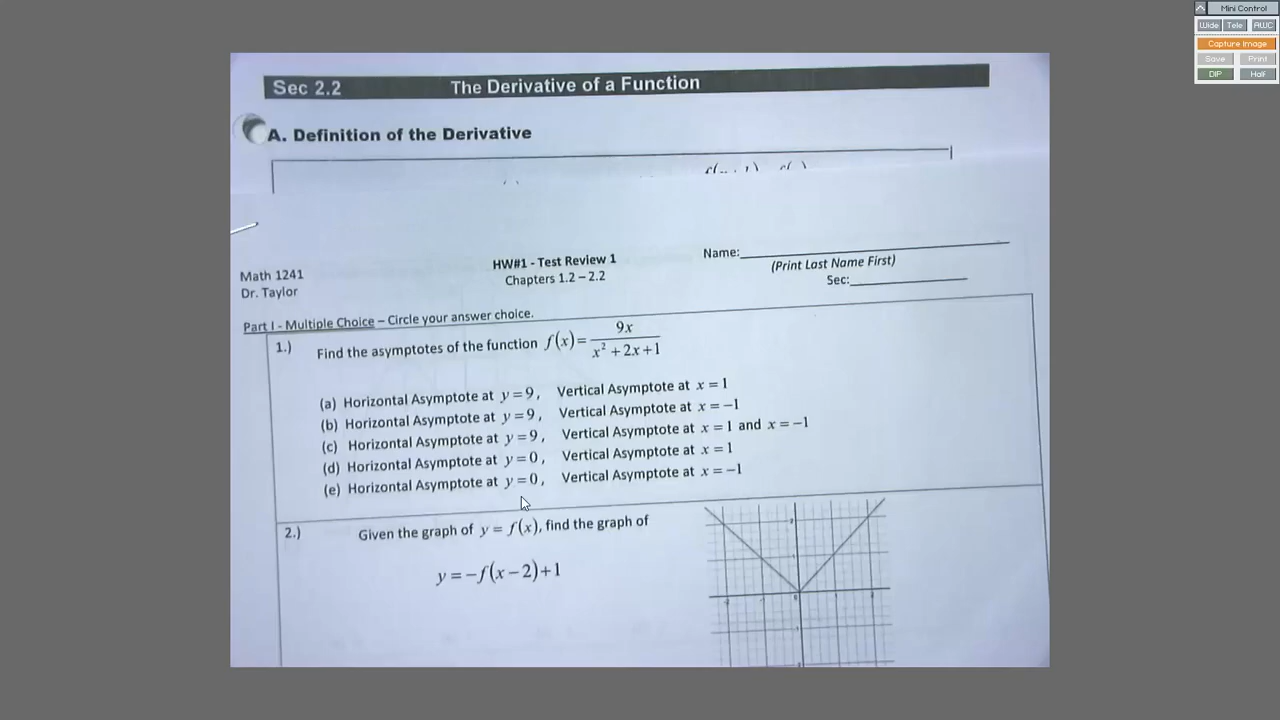 Mini Control
Wide Tele AWC
Capture Image
Save Print
DIP Half
Sec 2.2 The Derivative of a Function
A. Definition of the Derivative
Math 1241
Dr. Taylor
HW#1 - Test Review 1
Chapters 1.2 – 2.2
Name:
(Print Last Name First)
Sec:
Part I - Multiple Choice – Circle your answer choice.
1.) Find the asymptotes of the function f(x) = 9x / (x² + 2x + 1)
(a) Horizontal Asymptote at y = 9, Vertical Asymptote at x = 1
(b) Horizontal Asymptote at y = 9, Vertical Asymptote at x = −1
(c) Horizontal Asymptote at y = 9, Vertical Asymptote at x = 1 and x = −1
(d) Horizontal Asymptote at y = 0, Vertical Asymptote at x = 1
(e) Horizontal Asymptote at y = 0, Vertical Asymptote at x = −1
2.) Given the graph of y = f(x), find the graph of
y = −f(x − 2) + 1